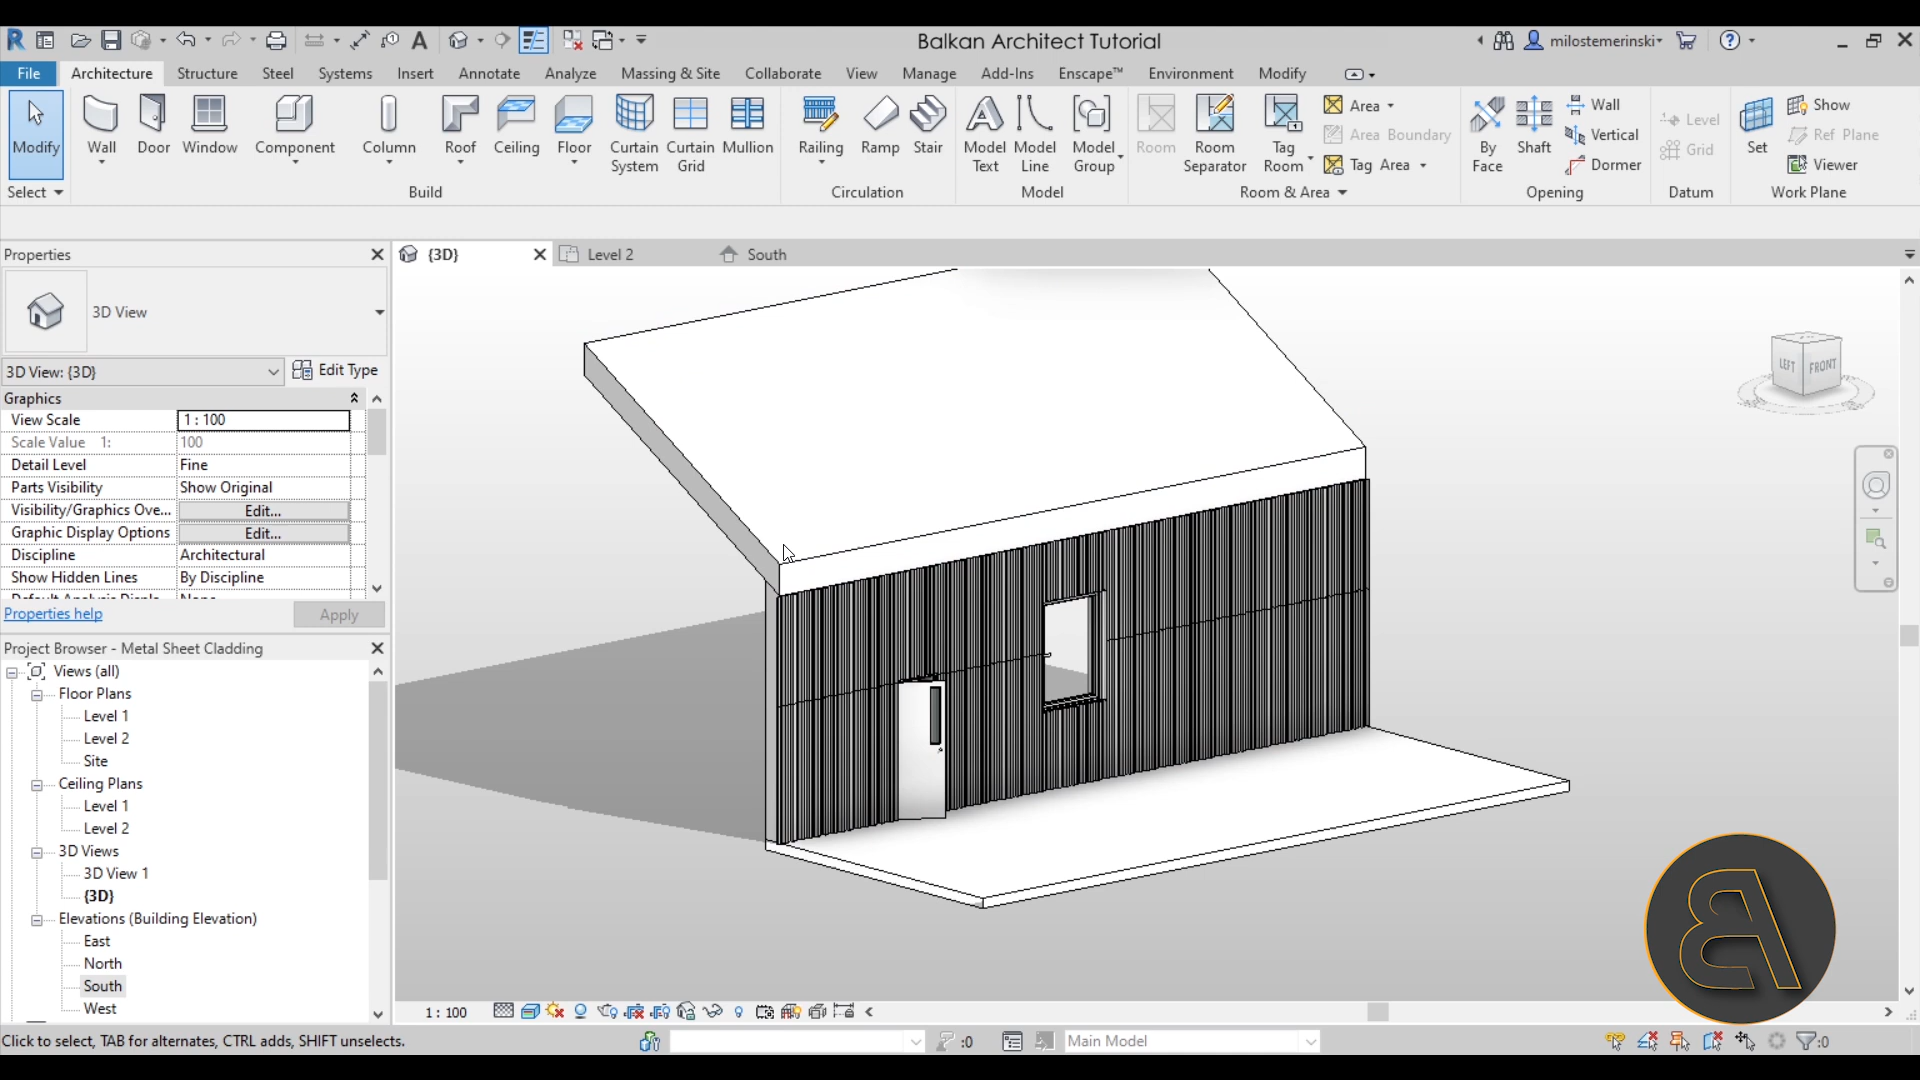 Balkan Architect Tutorial
milostemerinski
File Architecture Structure Steel Systems Insert Annotate Analyze Massing & Site Collaborate View Manage Add-Ins Enscape™ Environment Modify
Modify Wall Door Window Component Column Roof Ceiling Floor Curtain System Curtain Grid Mullion Railing Ramp Stair Model Text Model Line Model Group Room Room Separator Tag Room
Area
Area Boundary
Tag Area
By Face Shaft
Wall
Vertical
Dormer
Level
Grid
Set
Show
Ref Plane
Viewer
Select Build Circulation Model Room & Area Opening Datum Work Plane
Properties
{3D} Level 2 South
3D View
3D View: {3D} Edit Type
Graphics
View Scale 1 : 100
Scale Value 1: 100
Detail Level Fine
Parts Visibility Show Original
Visibility/Graphics Ove... Edit...
Graphic Display Options Edit...
Discipline Architectural
Show Hidden Lines By Discipline
Properties help Apply
LEFT FRONT
Project Browser - Metal Sheet Cladding
Views (all)
Floor Plans
Level 1
Level 2
Site
Ceiling Plans
Level 1
Level 2
3D Views
3D View 1
{3D}
Elevations (Building Elevation)
East
North
South
West
1 : 100
Click to select, TAB for alternates, CTRL adds, SHIFT unselects.
:0
Main Model
:0